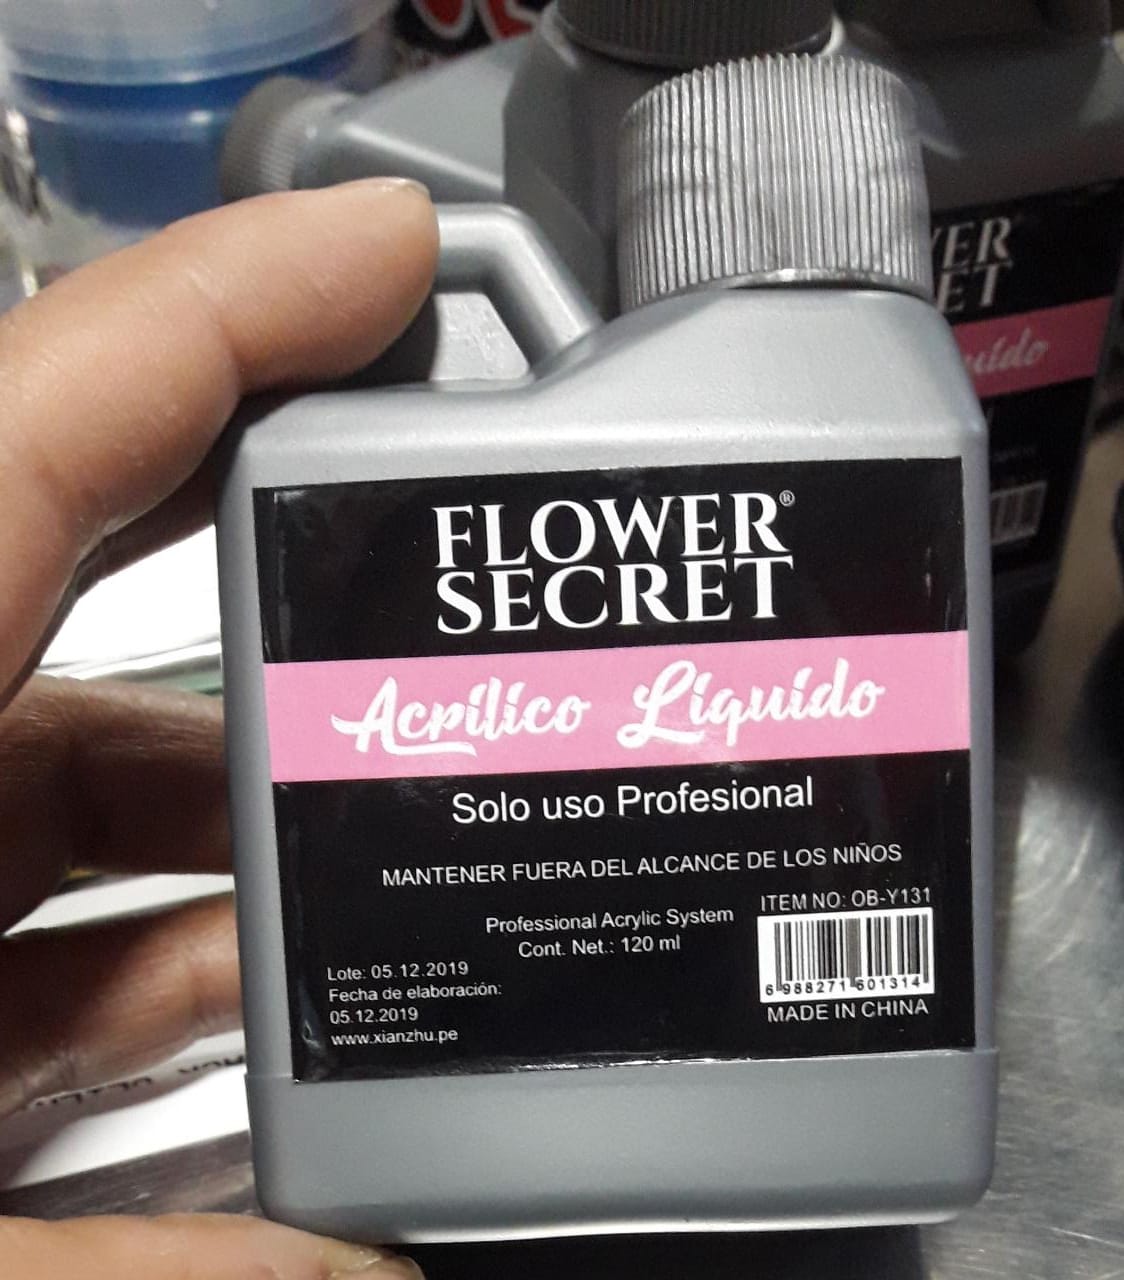 FLOWER®
SECRET
Acrílico Líquido
Solo uso Profesional
MANTENER FUERA DEL ALCANCE DE LOS NIÑOS
ITEM NO: OB-Y131
Professional Acrylic System
Cont. Net.: 120 ml
Lote: 05.12.2019
Fecha de elaboración:
05.12.2019
www.xianzhu.pe
6 988271 601314
MADE IN CHINA